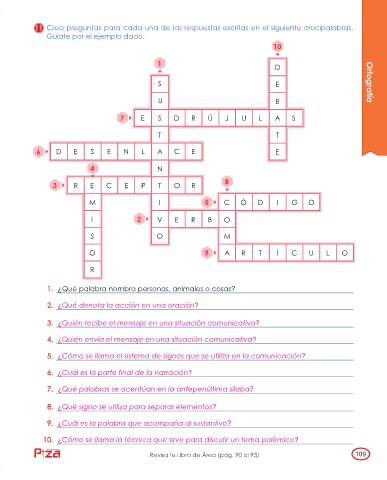 11 Crea preguntas para cada una de las respuestas escritas en el siguiente crucipalabras.
Guíate por el ejemplo dado.
Ortografía
10
1 D
S E
U B
7 E S D R Ú J U L A S
T T
6 D E S E N L A C E E
4 N
3 R E C E P T O R 8
M I 5 C Ó D I G O
I 2 V E R B O
S O M
O 9 A R T Í C U L O
R
1. ¿Qué palabra nombra personas, animales o cosas?
2. ¿Qué denota la acción en una oración?
3. ¿Quién recibe el mensaje en una situación comunicativa?
4. ¿Quién envía el mensaje en una situación comunicativa?
5. ¿Cómo se llama el sistema de signos que se utiliza en la comunicación?
6. ¿Cuál es la parte final de la narración?
7. ¿Qué palabras se acentúan en la antepenúltima sílaba?
8. ¿Qué signo se utiliza para separar elementos?
9. ¿Cuál es la palabra que acompaña al sustantivo?
10. ¿Cómo se llama la técnica que sirve para discutir un tema polémico?
Revisa tu Libro de Área (pág. 90 al 93)
109